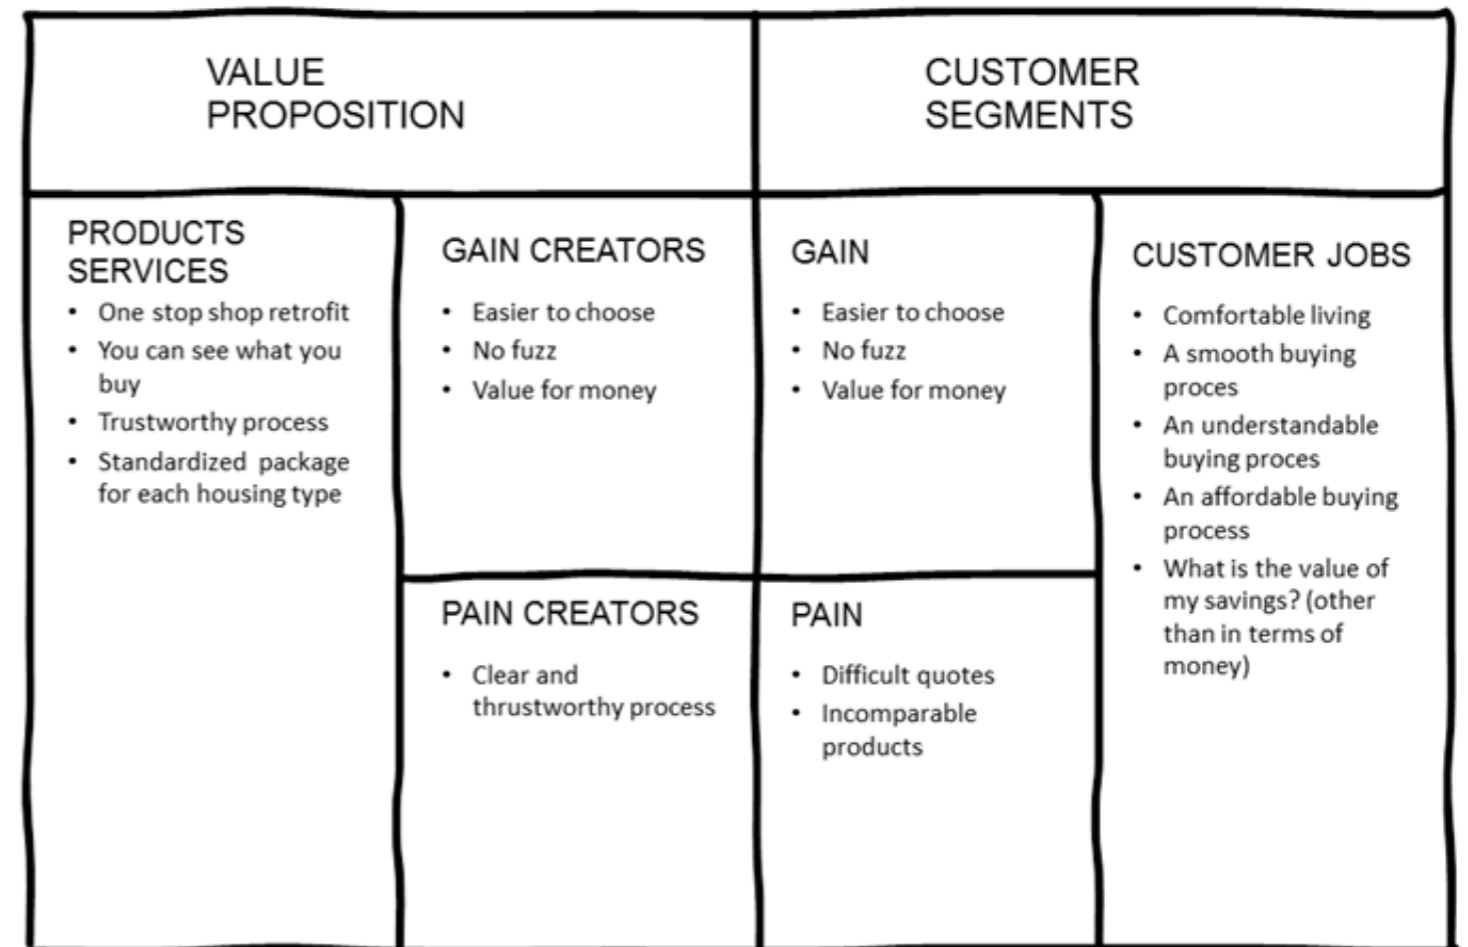 VALUE
PROPOSITION
CUSTOMER
SEGMENTS
PRODUCTS
SERVICES
• One stop shop retrofit
• You can see what you
buy
• Trustworthy process
• Standardized package
for each housing type
GAIN CREATORS
• Easier to choose
• No fuzz
• Value for money
PAIN CREATORS
• Clear and
thrustworthy process
GAIN
• Easier to choose
• No fuzz
• Value for money
PAIN
• Difficult quotes
• Incomparable
products
CUSTOMER JOBS
• Comfortable living
• A smooth buying
proces
• An understandable
buying proces
• An affordable buying
process
• What is the value of
my savings? (other
than in terms of
money)